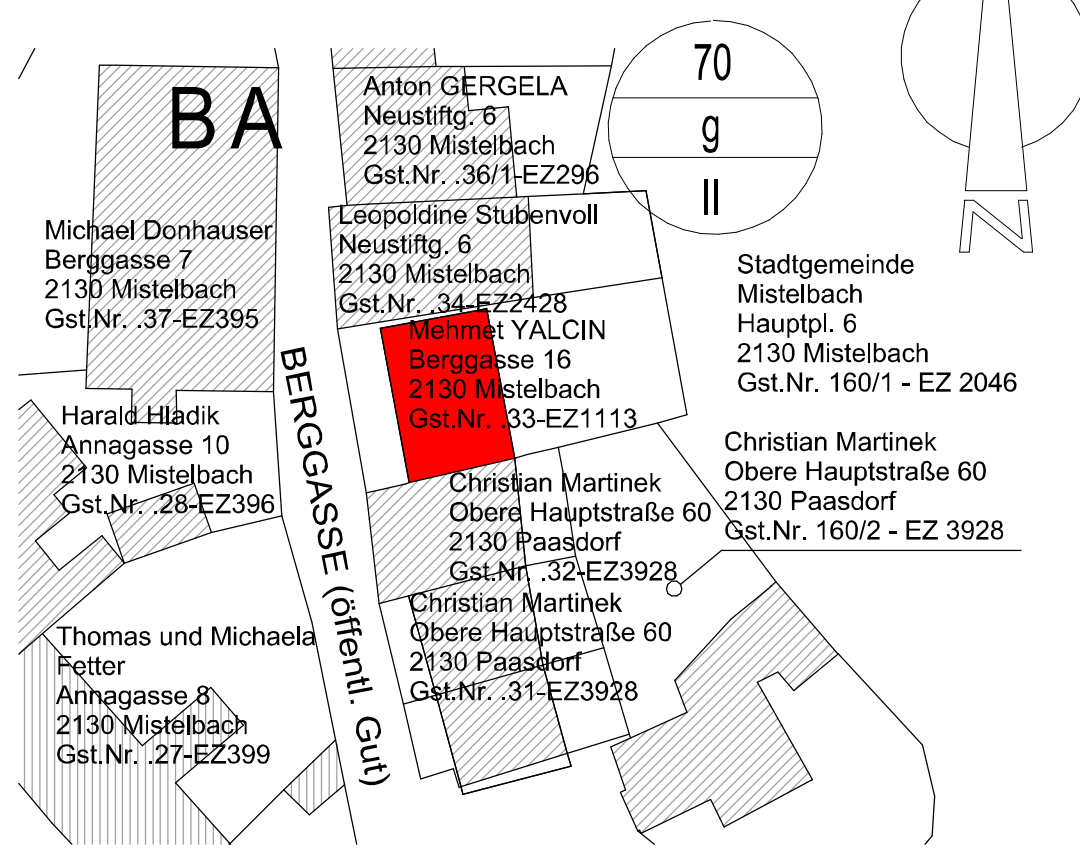 BA
70
g
II
N
Anton GERGELA
Neustiftg. 6
2130 Mistelbach
Gst.Nr. .36/1-EZ296
Leopoldine Stubenvoll
Neustiftg. 6
2130 Mistelbach
Gst.Nr. .34-EZ2428
Michael Donhauser
Berggasse 7
2130 Mistelbach
Gst.Nr. .37-EZ395
Mehmet YALCIN
Berggasse 16
2130 Mistelbach
Gst.Nr. .33-EZ1113
Stadtgemeinde
Mistelbach
Hauptpl. 6
2130 Mistelbach
Gst.Nr. 160/1 - EZ 2046
Harald Hladik
Annagasse 10
2130 Mistelbach
Gst.Nr. .28-EZ396
BERGGASSE (öffentl. Gut)
Christian Martinek
Obere Hauptstraße 60
2130 Paasdorf
Gst.Nr. .32-EZ3928
Christian Martinek
Obere Hauptstraße 60
2130 Paasdorf
Gst.Nr. 160/2 - EZ 3928
Christian Martinek
Obere Hauptstraße 60
2130 Paasdorf
Gst.Nr. .31-EZ3928
Thomas und Michaela
Fetter
Annagasse 8
2130 Mistelbach
Gst.Nr. .27-EZ399